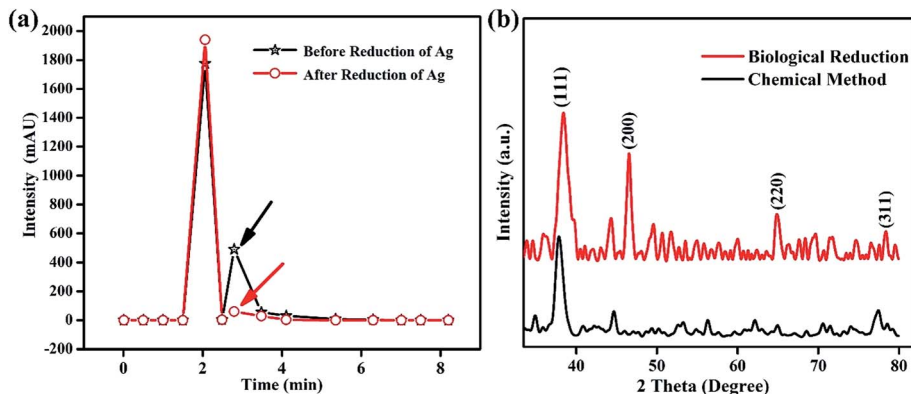 (a)
2000
1800
1600
1400
1200
1000
800
600
400
200
0
-200
Intensity (mAU)
Before Reduction of Ag
After Reduction of Ag
0 2 4 6 8
Time (min)
(b)
Biological Reduction
Chemical Method
(111)
(200)
(220)
(311)
Intensity (a.u.)
40 50 60 70 80
2 Theta (Degree)